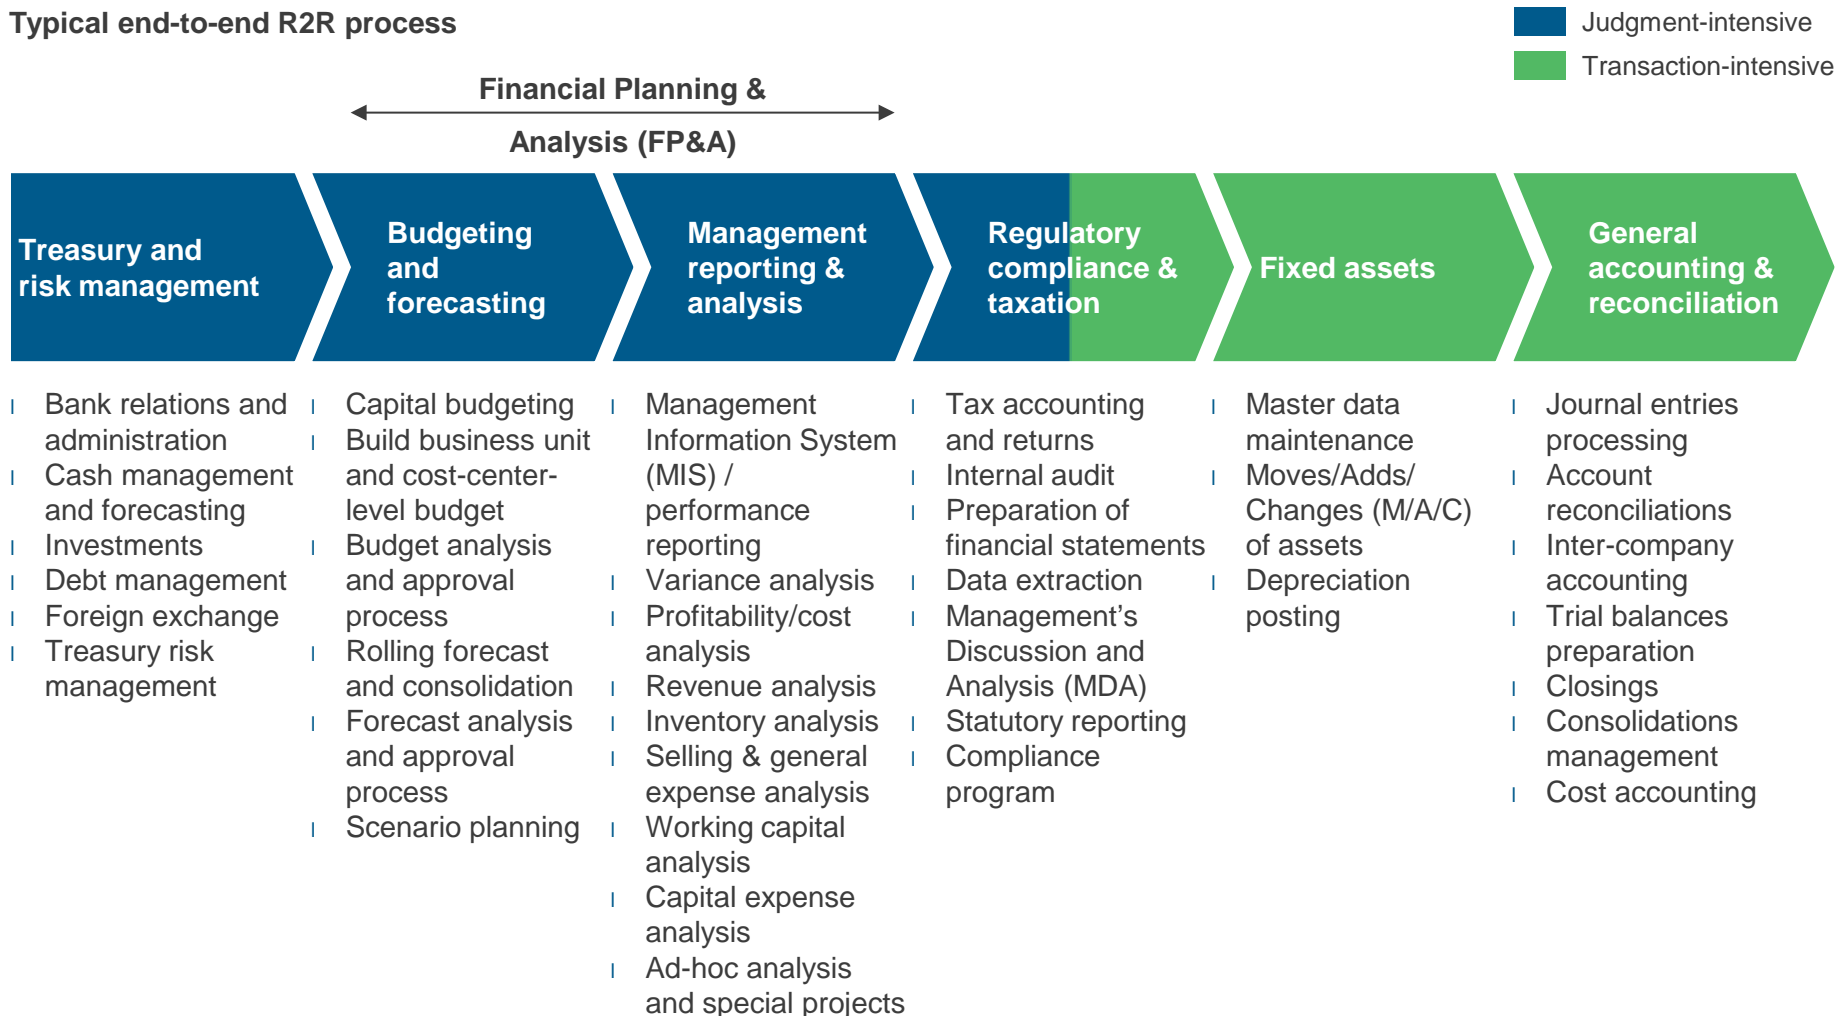 Typical end-to-end R2R process
Judgment-intensive
Transaction-intensive
Financial Planning &
Analysis (FP&A)
Treasury and
risk management
Budgeting
and
forecasting
Management
reporting &
analysis
Regulatory
compliance &
taxation
Fixed assets
General
accounting &
reconciliation
Bank relations and
administration
Cash management
and forecasting
Investments
Debt management
Foreign exchange
Treasury risk
management
Capital budgeting
Build business unit
and cost-center-
level budget
Budget analysis
and approval
process
Rolling forecast
and consolidation
Forecast analysis
and approval
process
Scenario planning
Management
Information System
(MIS) /
performance
reporting
Variance analysis
Profitability/cost
analysis
Revenue analysis
Inventory analysis
Selling & general
expense analysis
Working capital
analysis
Capital expense
analysis
Ad-hoc analysis
and special projects
Tax accounting
and returns
Internal audit
Preparation of
financial statements
Data extraction
Management’s
Discussion and
Analysis (MDA)
Statutory reporting
Compliance
program
Master data
maintenance
Moves/Adds/
Changes (M/A/C)
of assets
Depreciation
posting
Journal entries
processing
Account
reconciliations
Inter-company
accounting
Trial balances
preparation
Closings
Consolidations
management
Cost accounting